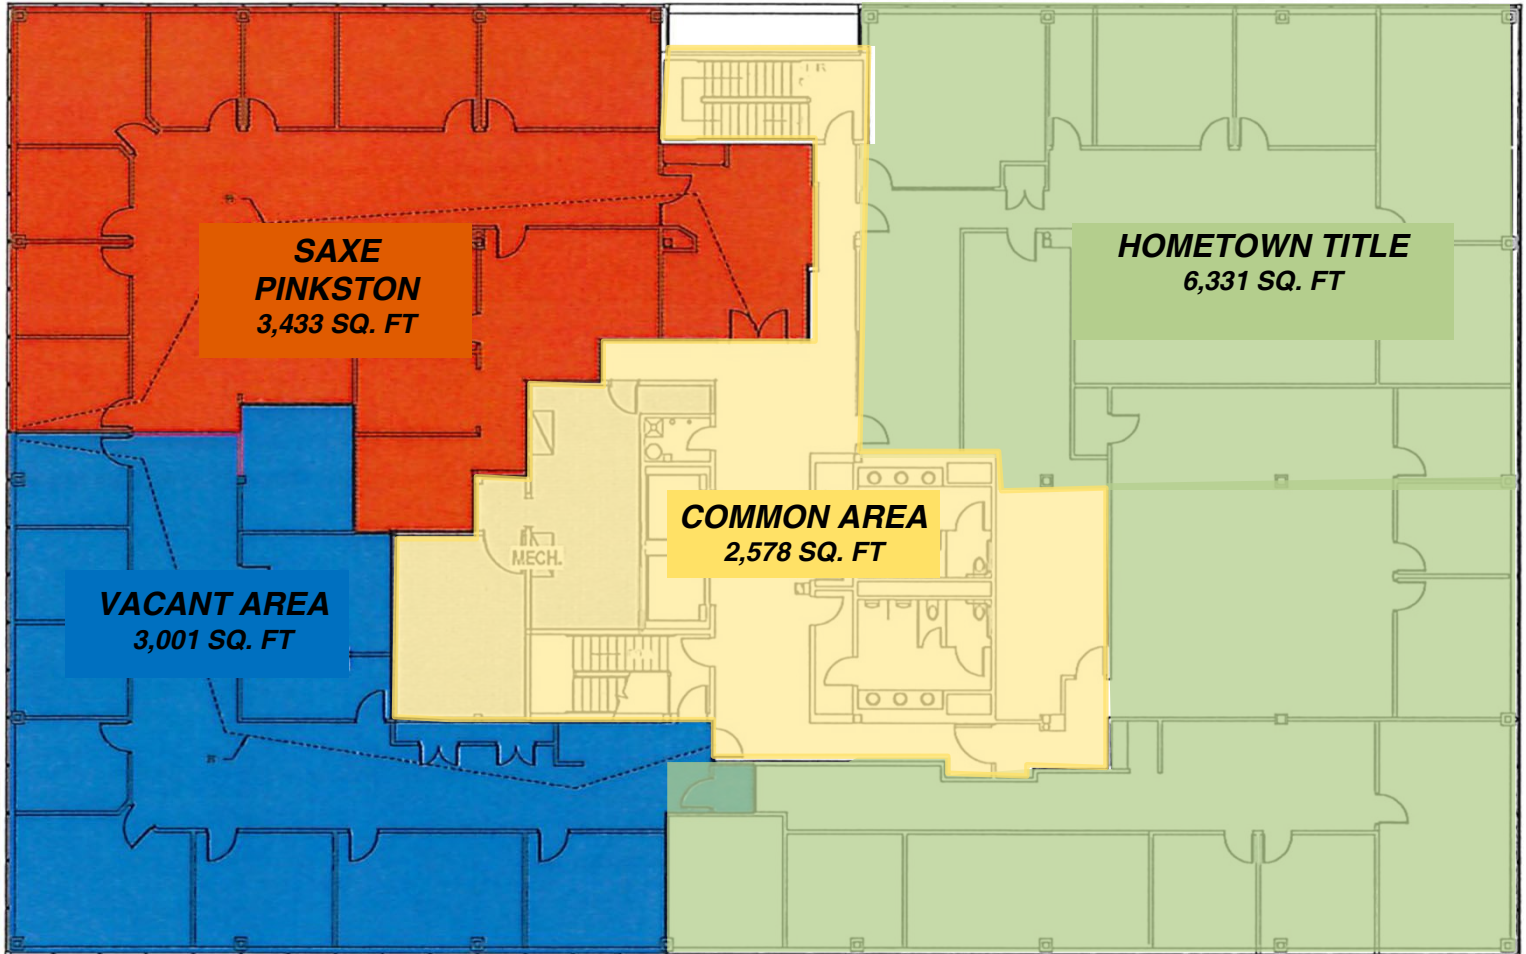 SAXE
PINKSTON
3,433 SQ. FT
HOMETOWN TITLE
6,331 SQ. FT
COMMON AREA
2,578 SQ. FT
MECH.
VACANT AREA
3,001 SQ. FT